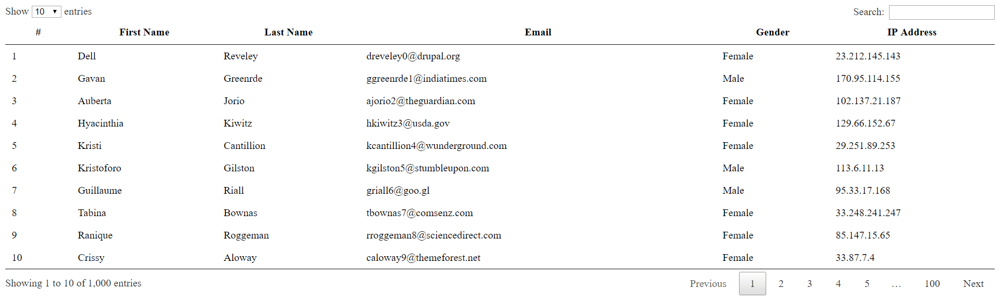 Show 10 entries Search:
# First Name Last Name Email Gender IP Address
1 Dell Reveley dreveley0@drupal.org Female 23.212.145.143
2 Gavan Greenrde ggreenrde1@indiatimes.com Male 170.95.114.155
3 Auberta Jorio ajorio2@theguardian.com Female 102.137.21.187
4 Hyacinthia Kiwitz hkiwitz3@usda.gov Female 129.66.152.67
5 Kristi Cantillion kcantillion4@wunderground.com Female 29.251.89.253
6 Kristoforo Gilston kgilston5@stumbleupon.com Male 113.6.11.13
7 Guillaume Riall griall6@goo.gl Male 95.33.17.168
8 Tabina Bownas tbownas7@comsenz.com Female 33.248.241.247
9 Ranique Roggeman rroggeman8@sciencedirect.com Female 85.147.15.65
10 Crissy Aloway caloway9@themeforest.net Female 33.87.7.4
Showing 1 to 10 of 1,000 entries Previous 1 2 3 4 5 … 100 Next